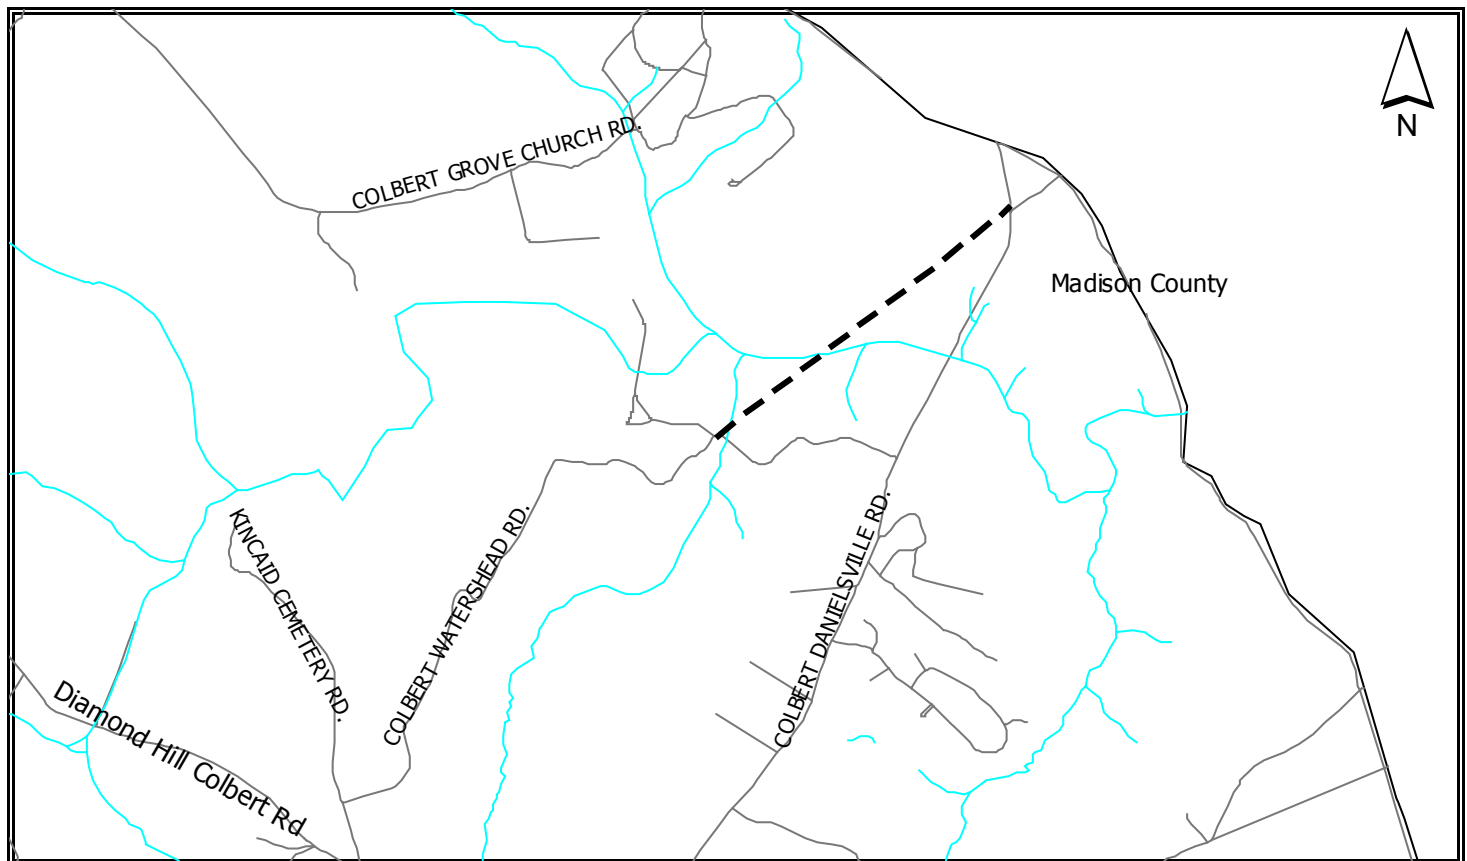 N
COLBERT GROVE CHURCH RD.
Madison County
KINCAID CEMETERY RD.
COLBERT WATERSHEAD RD.
COLBERT DANIELSVILLE RD.
Diamond Hill Colbert Rd